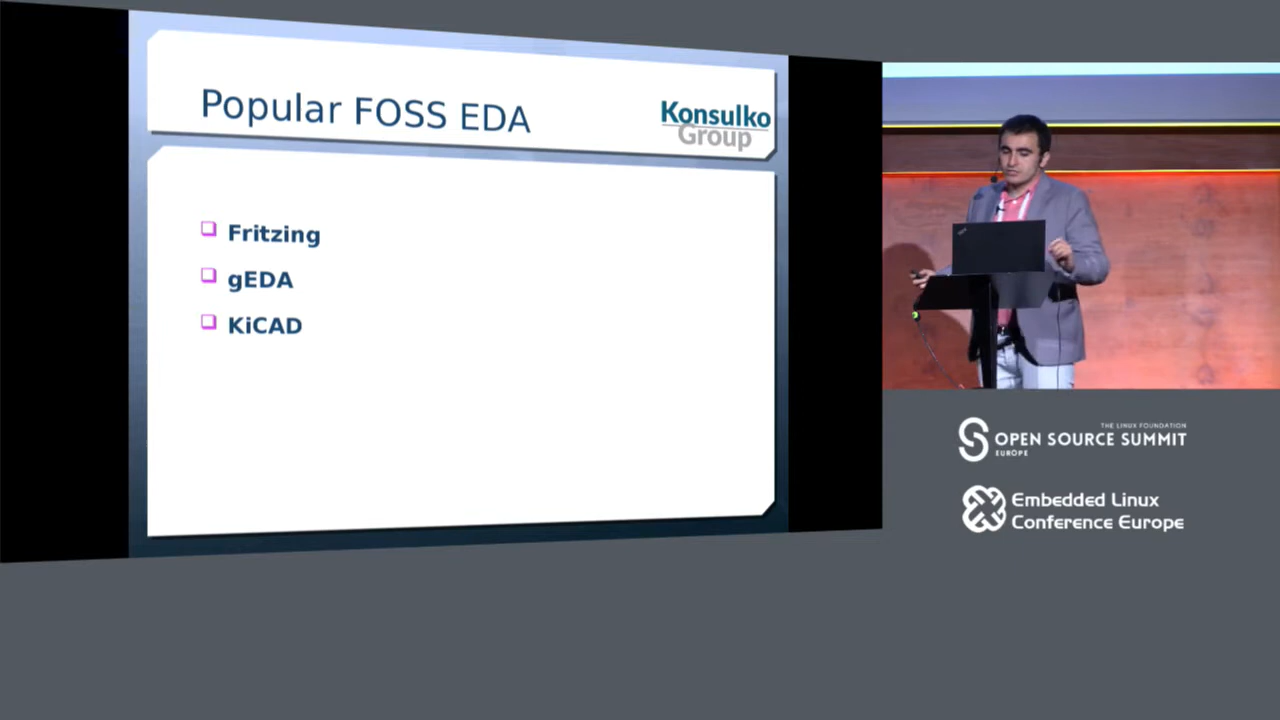 Popular FOSS EDA
Konsulko
Group
Fritzing
gEDA
KiCAD
THE LINUX FOUNDATION
OPEN SOURCE SUMMIT
EUROPE
Embedded Linux
Conference Europe